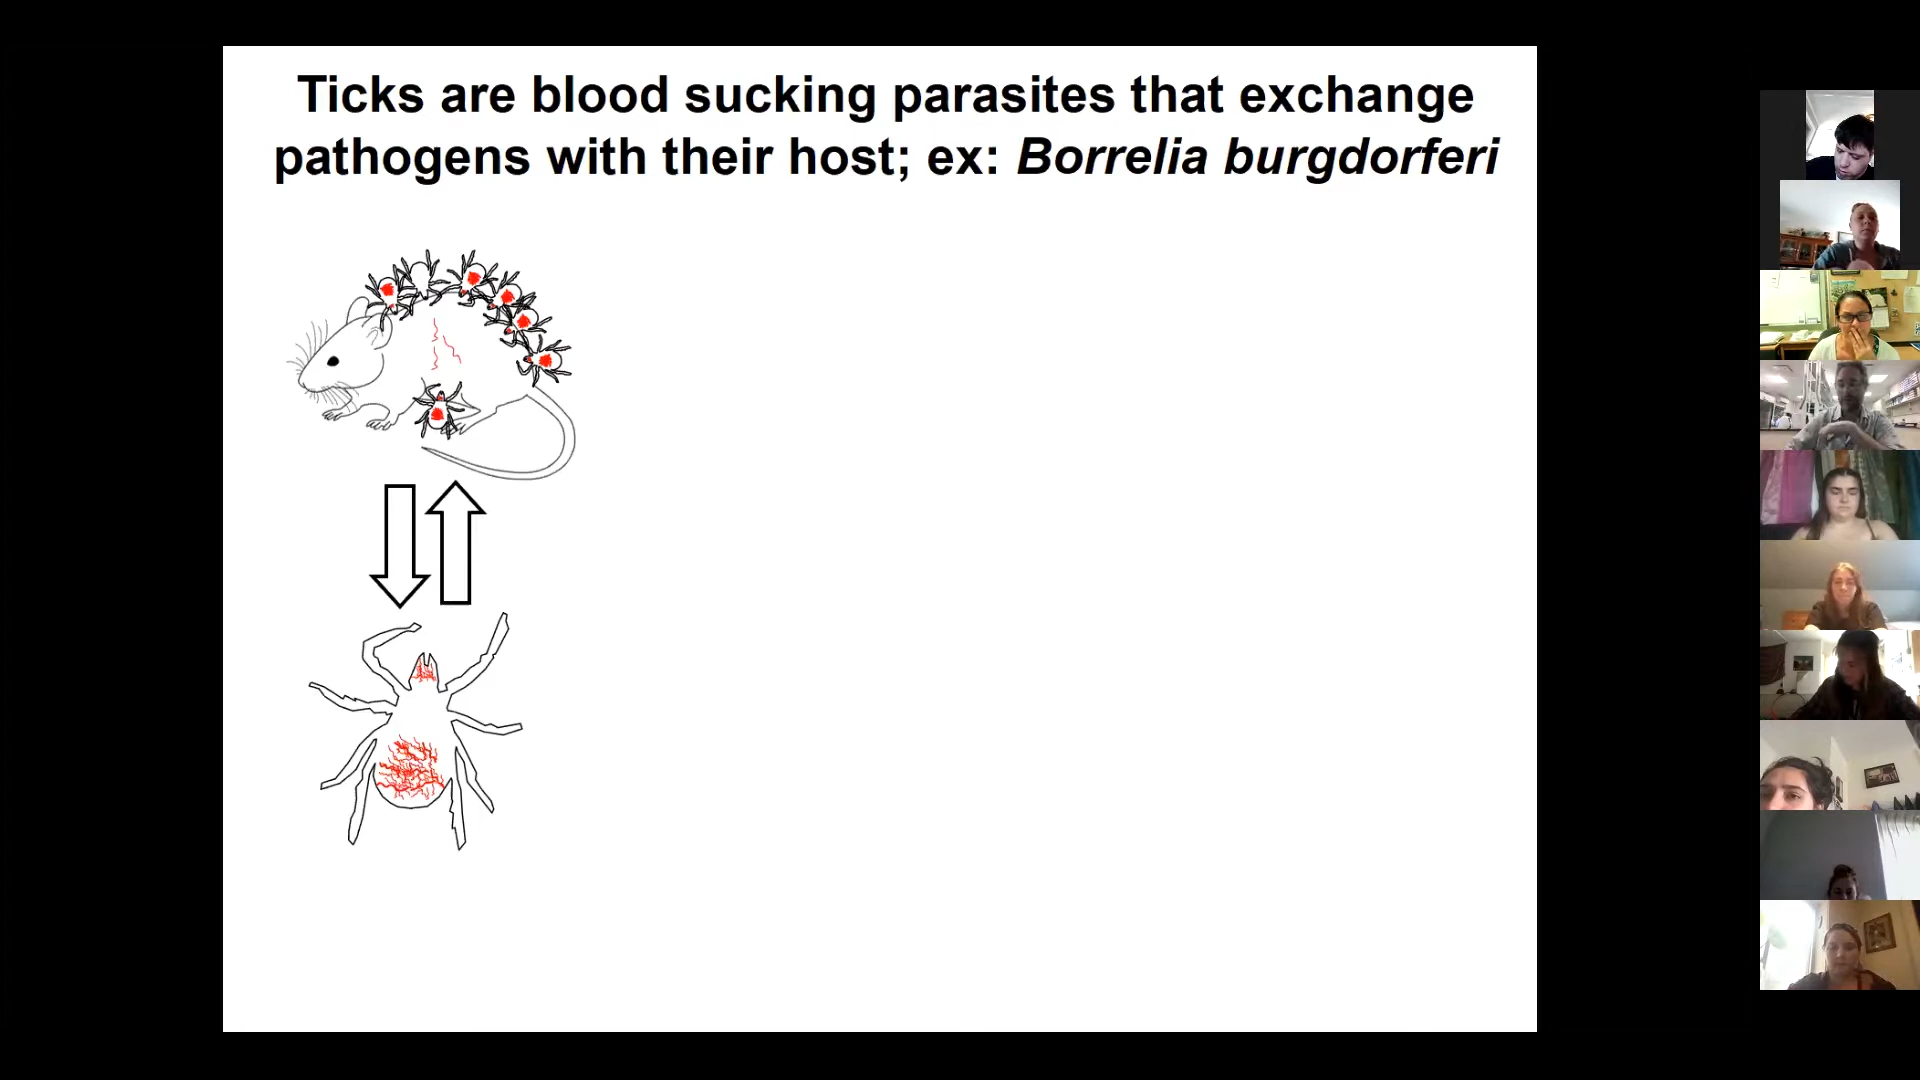 Ticks are blood sucking parasites that exchange
pathogens with their host; ex: Borrelia burgdorferi